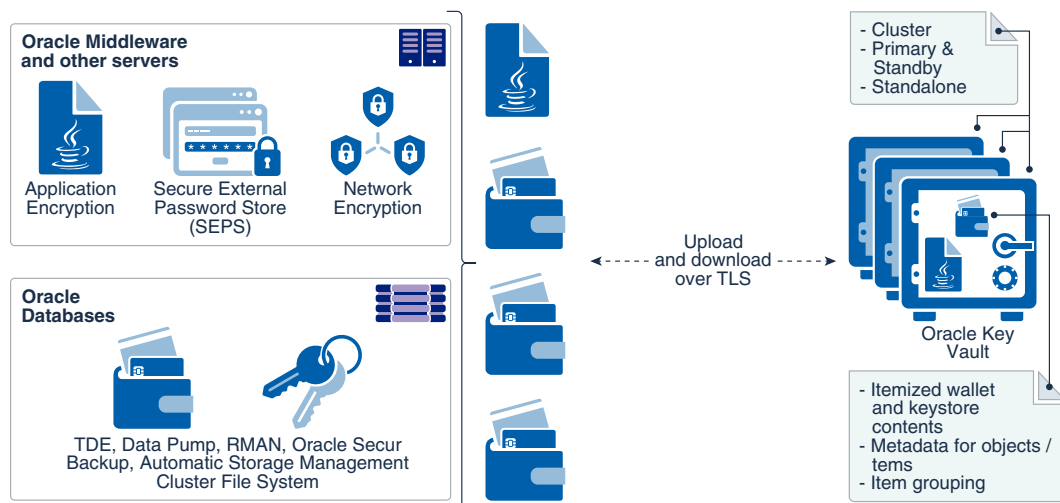 Oracle Middleware
and other servers
Application
Encryption
Secure External
Password Store
(SEPS)
Network
Encryption
Oracle
Databases
TDE, Data Pump, RMAN, Oracle Secur
Backup, Automatic Storage Management
Cluster File System
Upload
and download
over TLS
- Cluster
- Primary &
Standby
- Standalone
Oracle Key
Vault
- Itemized wallet
and keystore
contents
- Metadata for objects /
tems
- Item grouping